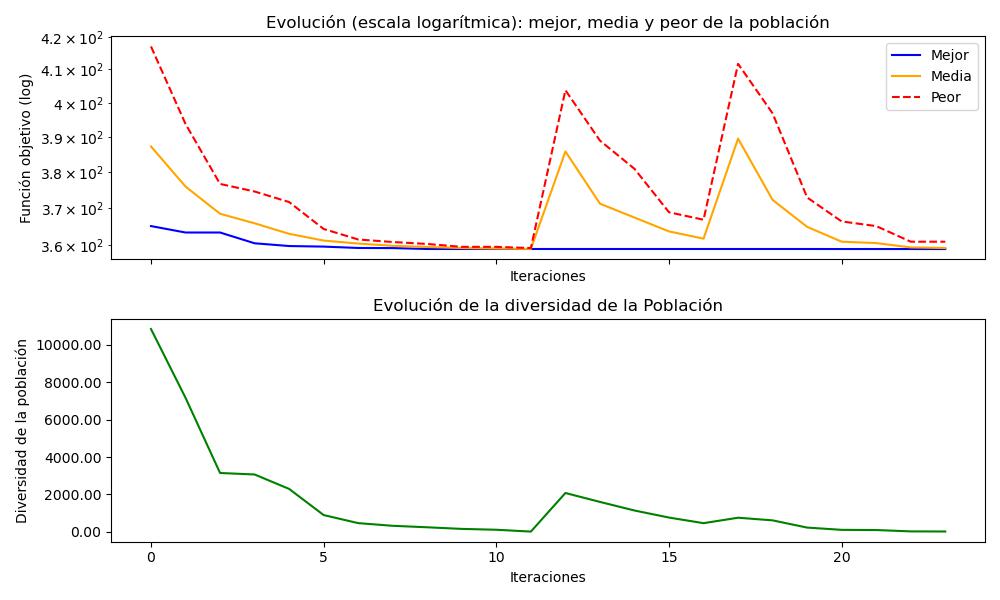 Evolución (escala logarítmica): mejor, media y peor de la población
Función objetivo (log)
4.2 × 10²
4.1 × 10²
4 × 10²
3.9 × 10²
3.8 × 10²
3.7 × 10²
3.6 × 10²
Mejor
Media
Peor
Iteraciones
Evolución de la diversidad de la Población
Diversidad de la población
10000.00
8000.00
6000.00
4000.00
2000.00
0.00
0 5 10 15 20
Iteraciones